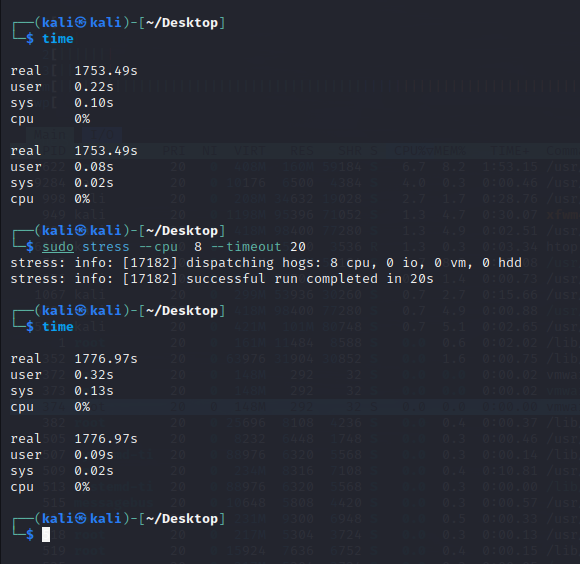 ┌──(kali㉿kali)-[~/Desktop]
└─$ time

real    1753.49s
user    0.22s
sys     0.10s
cpu     0%

real    1753.49s
user    0.08s
sys     0.02s
cpu     0%

┌──(kali㉿kali)-[~/Desktop]
└─$ sudo stress --cpu  8 --timeout 20
stress: info: [17182] dispatching hogs: 8 cpu, 0 io, 0 vm, 0 hdd
stress: info: [17182] successful run completed in 20s

┌──(kali㉿kali)-[~/Desktop]
└─$ time

real    1776.97s
user    0.32s
sys     0.13s
cpu     0%

real    1776.97s
user    0.09s
sys     0.02s
cpu     0%

┌──(kali㉿kali)-[~/Desktop]
└─$